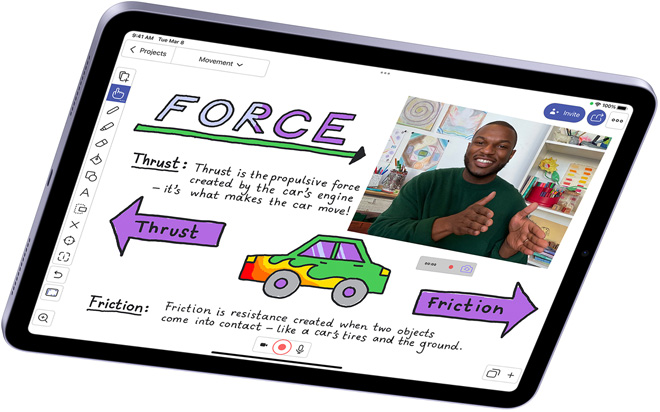 9:41 AM Tue Mar 8
100%
Projects
Movement
Invite
FORCE
Thrust: Thrust is the propulsive force
created by the car's engine
– it's what makes the car move!
Thrust
00:00
Friction
Friction: Friction is resistance created when two objects
come into contact – like a car's tires and the ground.